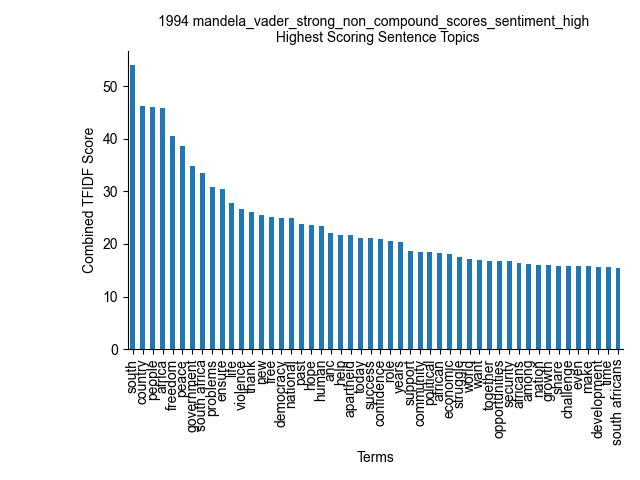 1994 mandela_vader_strong_non_compound_scores_sentiment_high
Highest Scoring Sentence Topics
Combined TFIDF Score
50
40
30
20
10
0
south
country
people
africa
freedom
peace
government
south africa
problems
ensure
life
violence
thank
pew
free
democracy
national
past
hope
human
anc
help
apartheid
today
success
confidence
role
years
support
community
political
african
economic
struggle
world
want
together
opportunities
security
africans
among
nation
growth
share
challenge
even
make
development
time
south africans
Terms